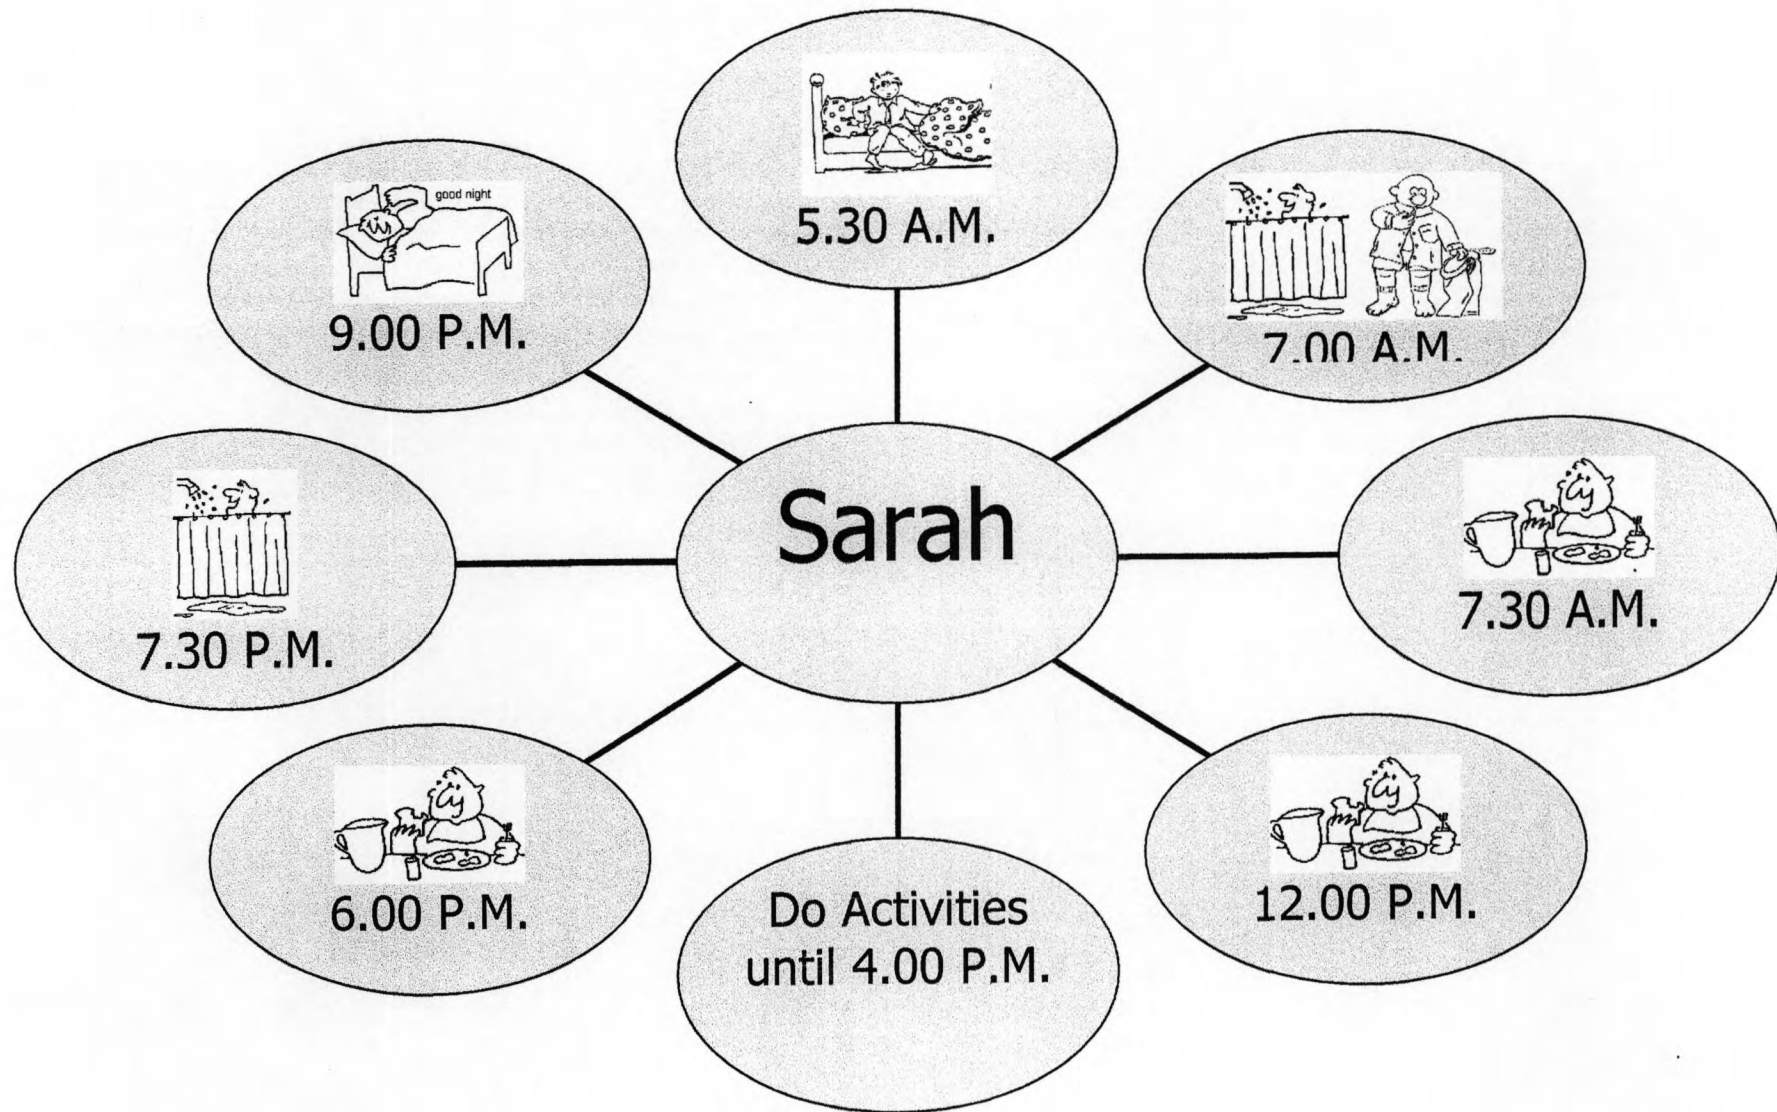 5.30 A.M.
good night
9.00 P.M.
7.00 A.M.
Sarah
7.30 A.M.
7.30 P.M.
6.00 P.M.
12.00 P.M.
Do Activities
until 4.00 P.M.